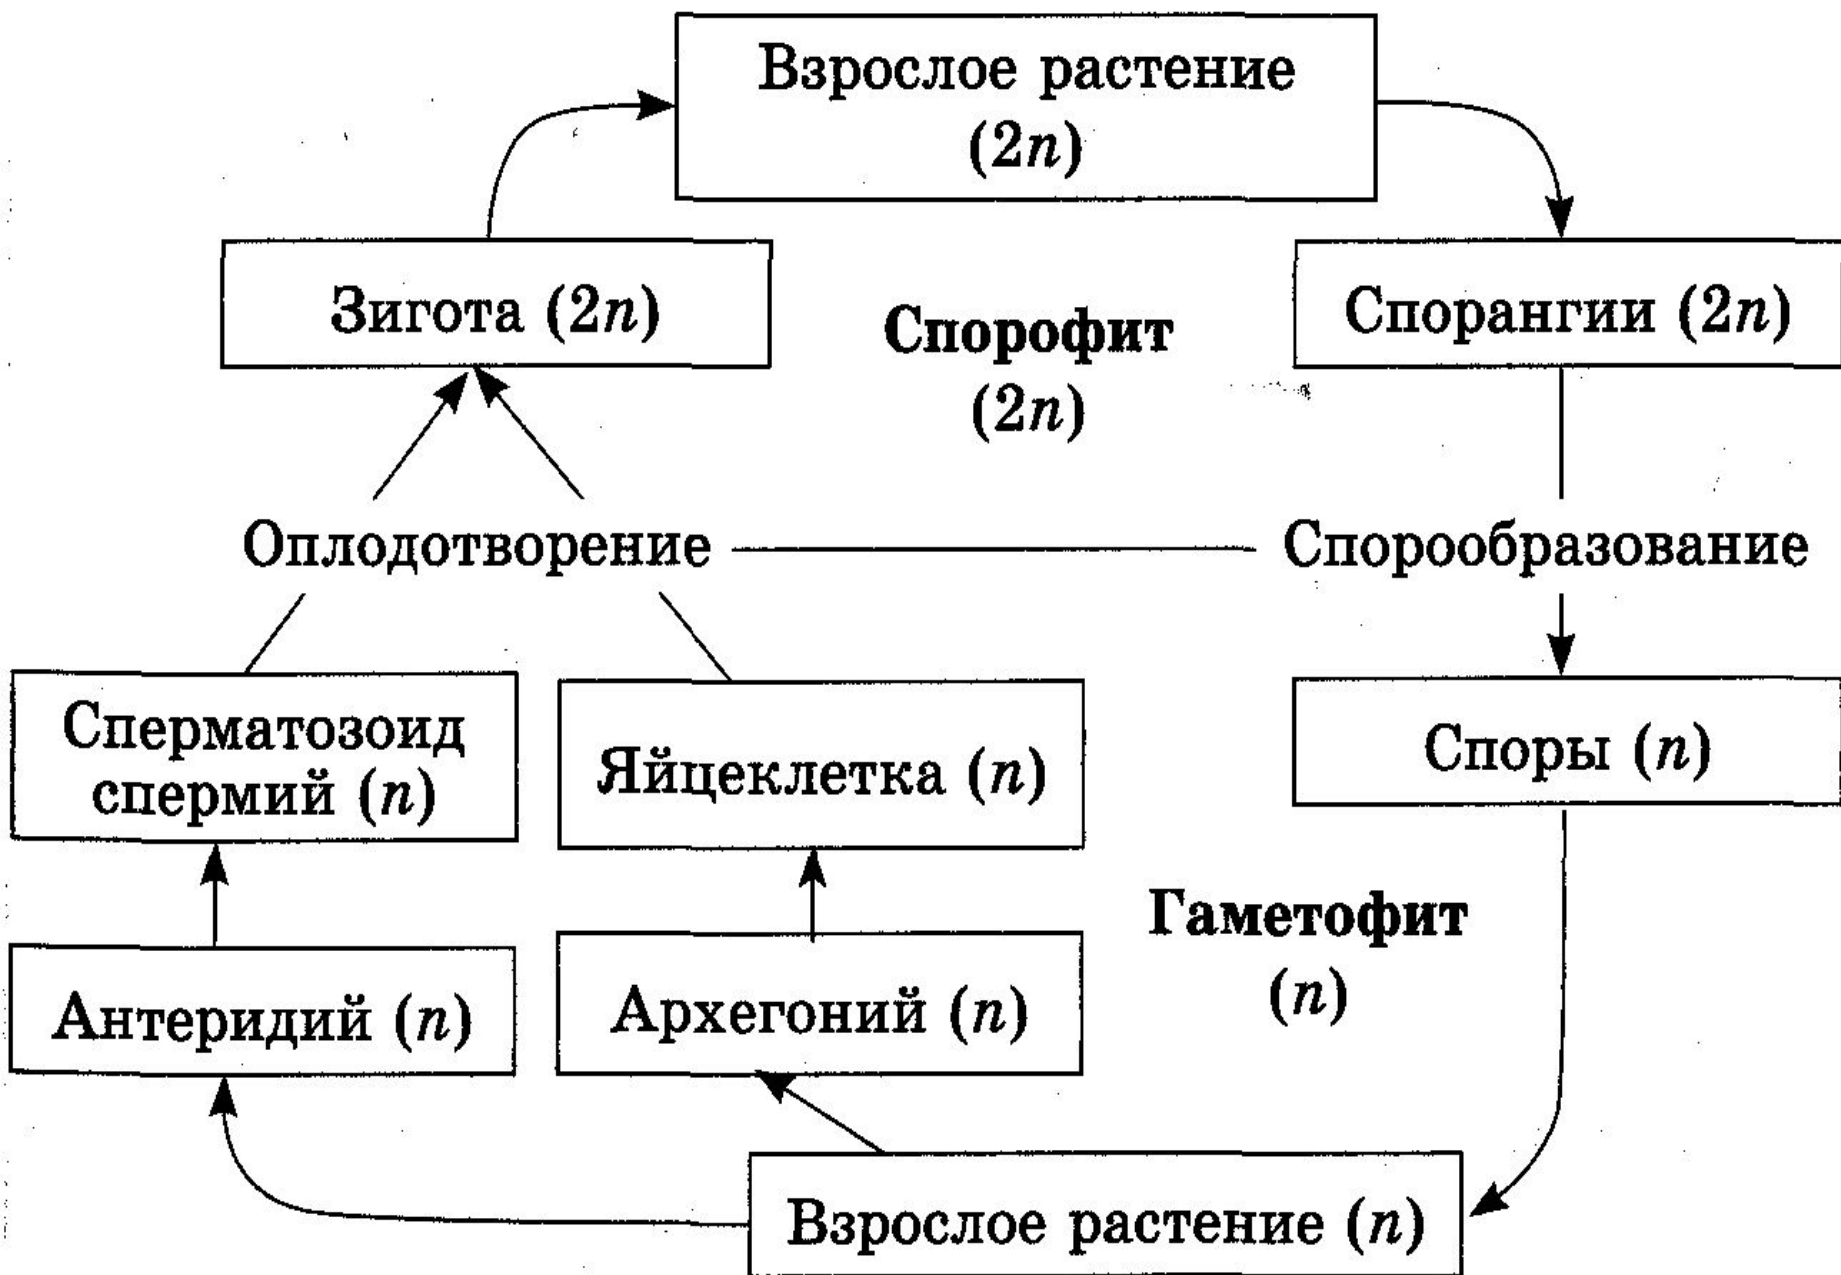 Взрослое растение
(2n)
Зигота (2n)
Спорофит
(2n)
Спорангии (2n)
Оплодотворение
Спорообразование
Сперматозоид
спермий (n)
Яйцеклетка (n)
Споры (n)
Гаметофит
(n)
Антеридий (n)
Архегоний (n)
Взрослое растение (n)